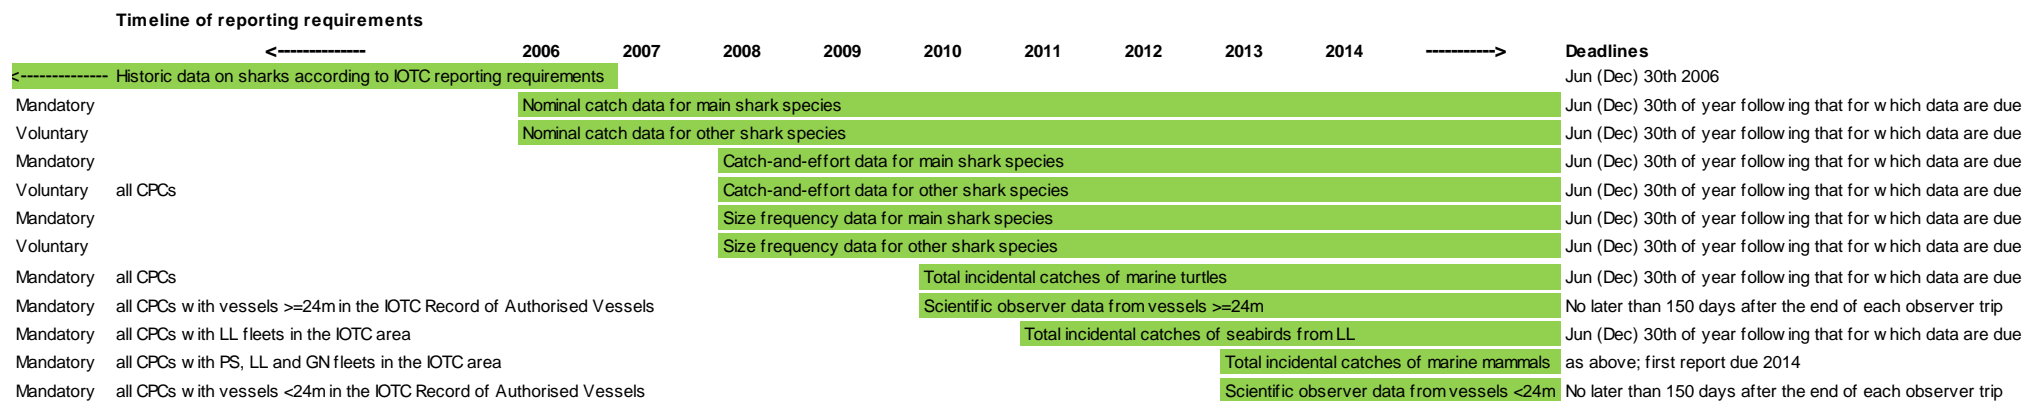 Timeline of reporting requirements
<-------------- 2006 2007 2008 2009 2010 2011 2012 2013 2014 -----------> Deadlines
<-------------- Historic data on sharks according to IOTC reporting requirements Jun (Dec) 30th 2006
Mandatory Nominal catch data for main shark species Jun (Dec) 30th of year following that for which data are due
Voluntary Nominal catch data for other shark species Jun (Dec) 30th of year following that for which data are due
Mandatory Catch-and-effort data for main shark species Jun (Dec) 30th of year following that for which data are due
Voluntary all CPCs Catch-and-effort data for other shark species Jun (Dec) 30th of year following that for which data are due
Mandatory Size frequency data for main shark species Jun (Dec) 30th of year following that for which data are due
Voluntary Size frequency data for other shark species Jun (Dec) 30th of year following that for which data are due
Mandatory all CPCs Total incidental catches of marine turtles Jun (Dec) 30th of year following that for which data are due
Mandatory all CPCs with vessels >=24m in the IOTC Record of Authorised Vessels Scientific observer data from vessels >=24m No later than 150 days after the end of each observer trip
Mandatory all CPCs with LL fleets in the IOTC area Total incidental catches of seabirds from LL Jun (Dec) 30th of year following that for which data are due
Mandatory all CPCs with PS, LL and GN fleets in the IOTC area Total incidental catches of marine mammals as above; first report due 2014
Mandatory all CPCs with vessels <24m in the IOTC Record of Authorised Vessels Scientific observer data from vessels <24m No later than 150 days after the end of each observer trip